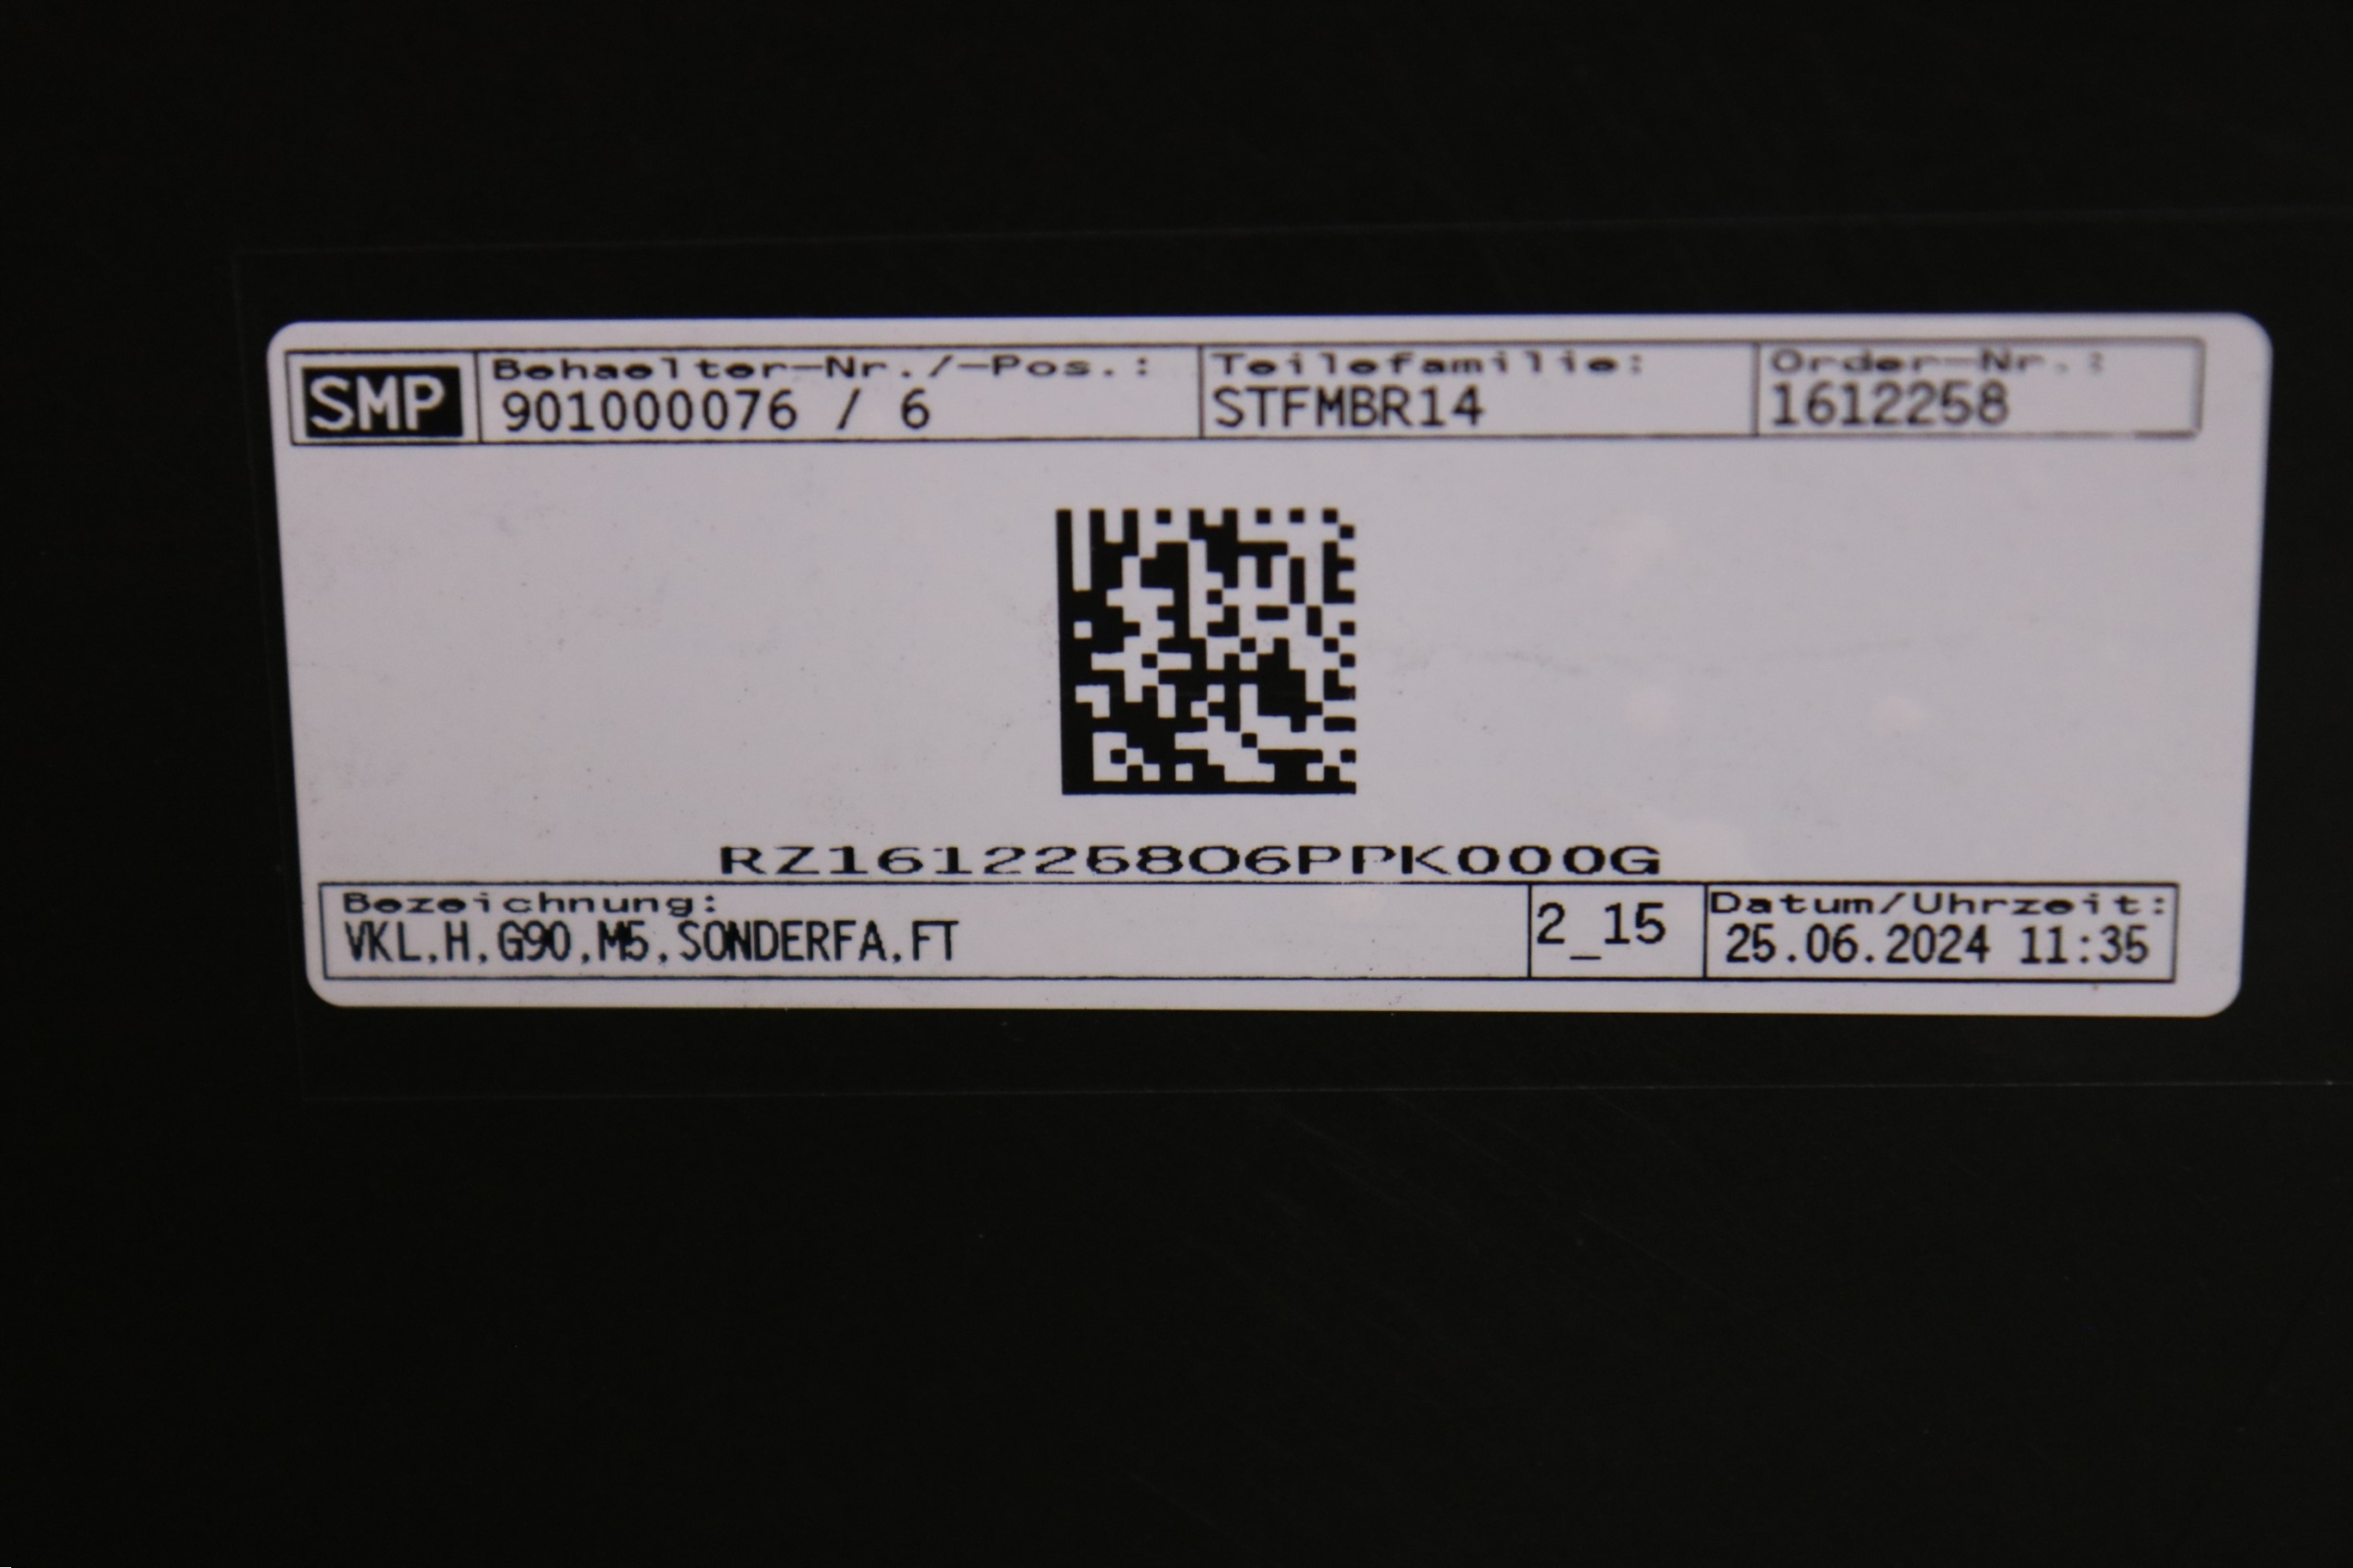 SMP
Behaelter-Nr./-Pos.:
901000076 / 6
Teilefamilie:
STFMBR14
Order-Nr.:
1612258
RZ161225806PPK000G
Bezeichnung:
VKL,H,G90,M5,SONDERFA,FT
2_15
Datum/Uhrzeit:
25.06.2024 11:35